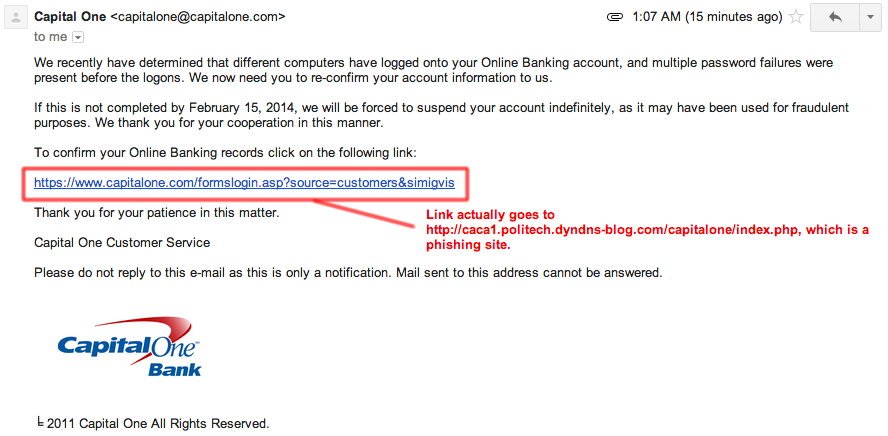 Capital One <capitalone@capitalone.com>
1:07 AM (15 minutes ago)
to me
We recently have determined that different computers have logged onto your Online Banking account, and multiple password failures were
present before the logons. We now need you to re-confirm your account information to us.
If this is not completed by February 15, 2014, we will be forced to suspend your account indefinitely, as it may have been used for fraudulent
purposes. We thank you for your cooperation in this manner.
To confirm your Online Banking records click on the following link:
https://www.capitalone.com/formslogin.asp?source=customers&simigvis
Thank you for your patience in this matter.
Link actually goes to
http://caca1.politech.dyndns-blog.com/capitalone/index.php, which is a
phishing site.
Capital One Customer Service
Please do not reply to this e-mail as this is only a notification. Mail sent to this address cannot be answered.
CapitalOne
Bank
╘ 2011 Capital One All Rights Reserved.